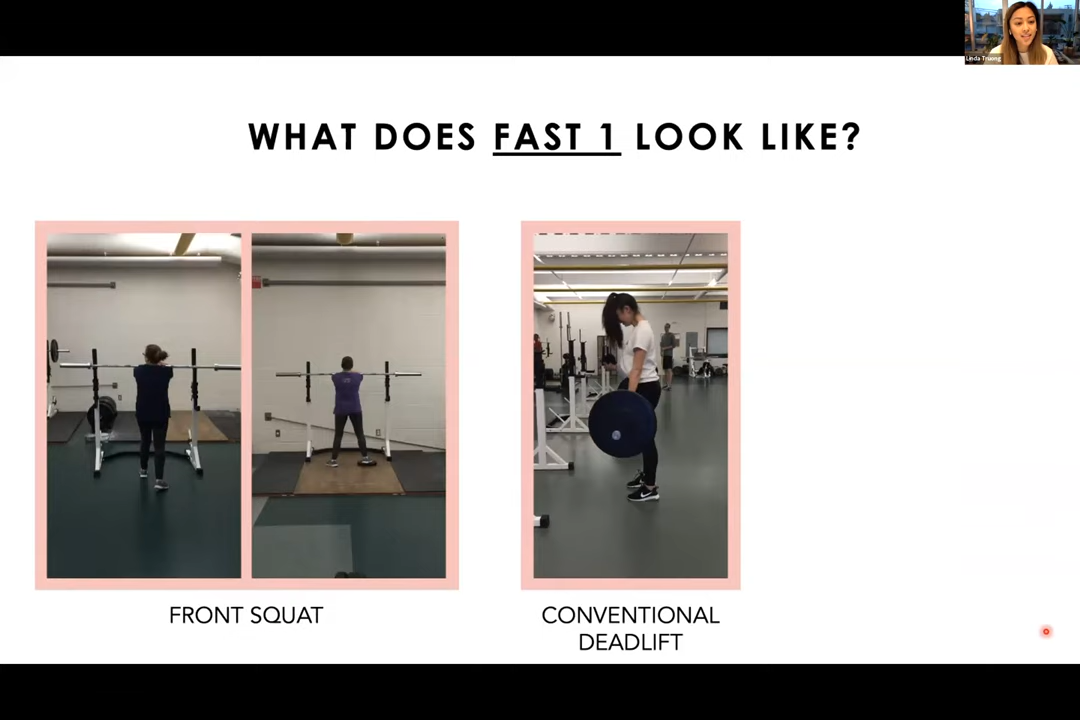 Linda Truong
WHAT DOES FAST 1 LOOK LIKE?
FRONT SQUAT
CONVENTIONAL
DEADLIFT